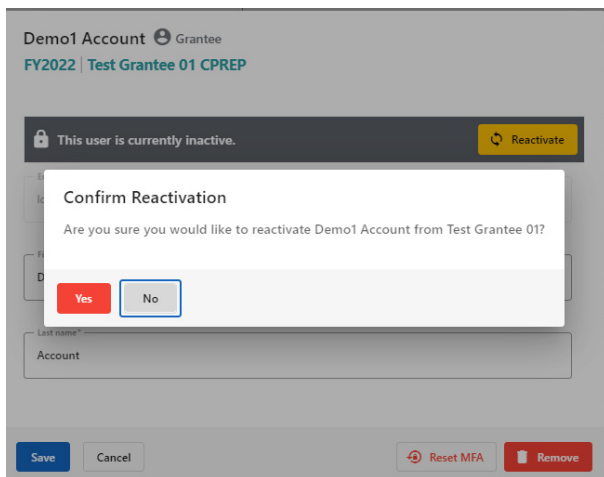 Demo1 Account Grantee
FY2022 | Test Grantee 01 CPREP
This user is currently inactive.
Reactivate
Confirm Reactivation
Are you sure you would like to reactivate Demo1 Account from Test Grantee 01?
Yes
No
Last name*
Account
Save
Cancel
Reset MFA
Remove